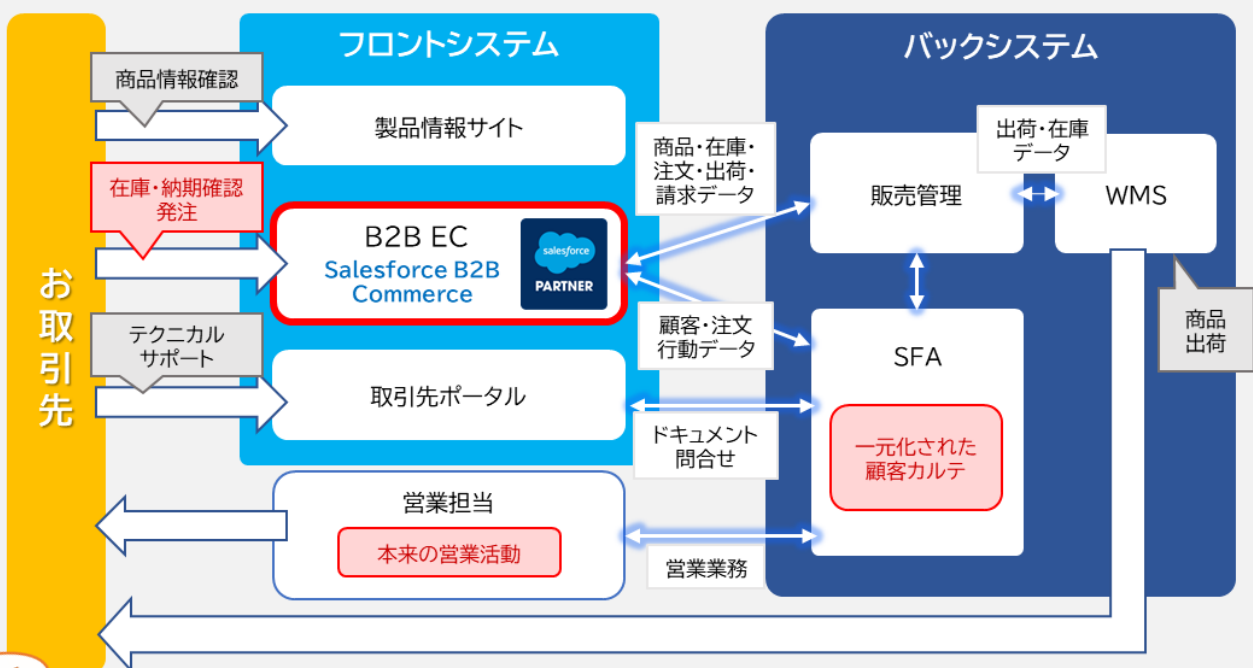 フロントシステム
バックシステム
お取引先
商品情報確認
製品情報サイト
在庫・納期確認
発注
B2B EC
Salesforce B2B
Commerce
salesforce
PARTNER
テクニカル
サポート
取引先ポータル
営業担当
本来の営業活動
商品・在庫・
注文・出荷・
請求データ
顧客・注文
行動データ
ドキュメント
問合せ
営業業務
販売管理
出荷・在庫
データ
WMS
SFA
一元化された
顧客カルテ
商品
出荷